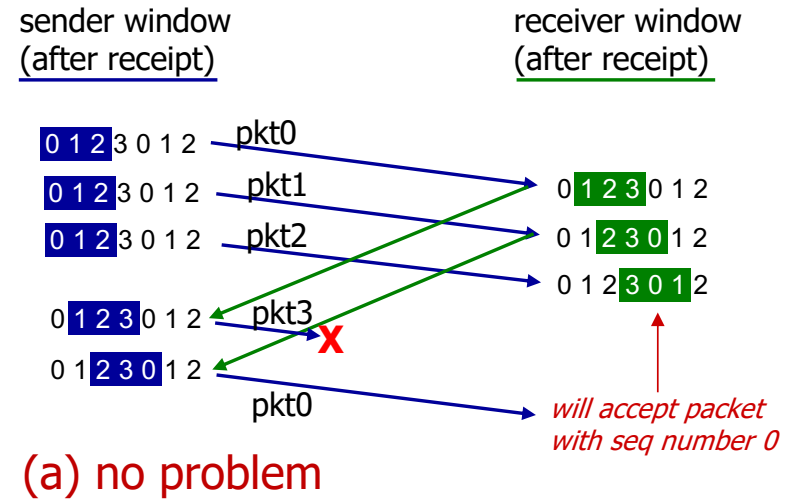 sender window
(after receipt)
receiver window
(after receipt)
0 1 2 3 0 1 2
pkt0
0 1 2 3 0 1 2
0 1 2 3 0 1 2
pkt1
0 1 2 3 0 1 2
0 1 2 3 0 1 2
pkt2
0 1 2 3 0 1 2
0 1 2 3 0 1 2
pkt3
X
0 1 2 3 0 1 2
pkt0
will accept packet
with seq number 0
(a) no problem